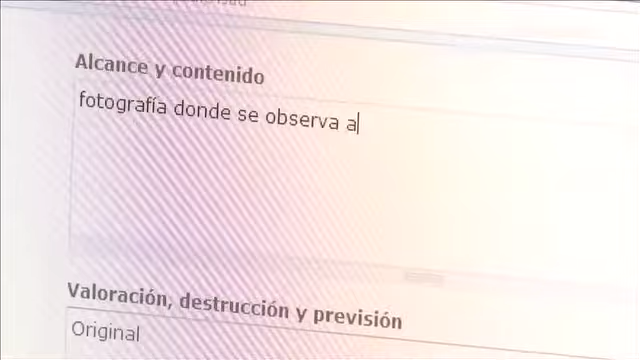 Alcance y contenido
fotografía donde se observa a
Valoración, destrucción y previsión
Original